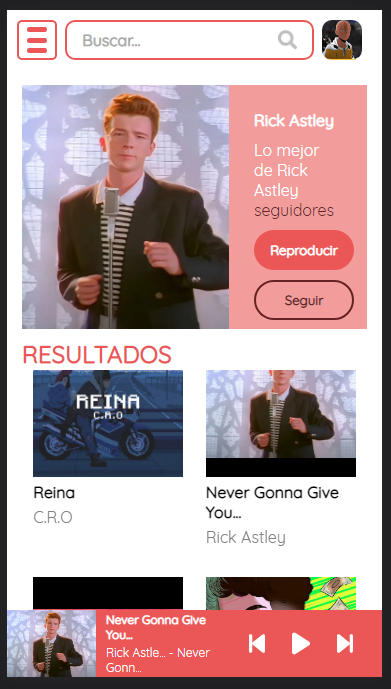 Buscar...
Rick Astley
Lo mejor
de Rick
Astley
seguidores
Reproducir
Seguir
RESULTADOS
REINA
C.R.O
Reina
C.R.O
Never Gonna Give
You...
Rick Astley
Never Gonna Give
You...
Rick Astle... - Never
Gonn...